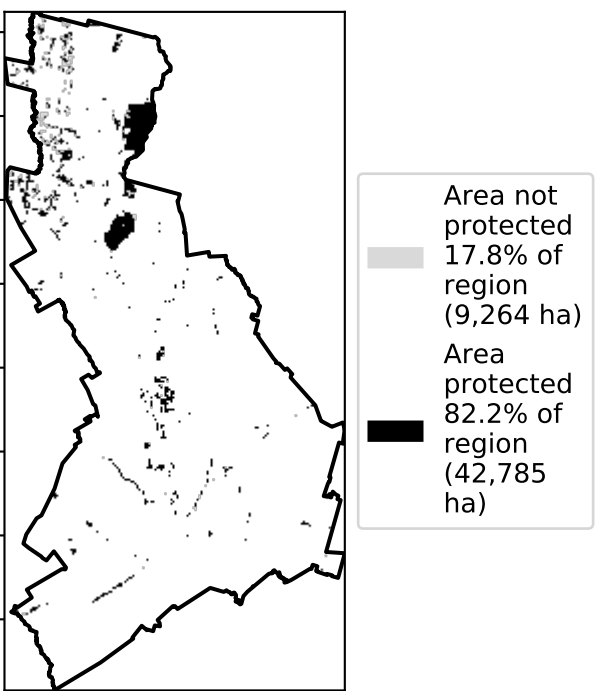 Area not
protected
17.8% of
region
(9,264 ha)
Area
protected
82.2% of
region
(42,785
ha)